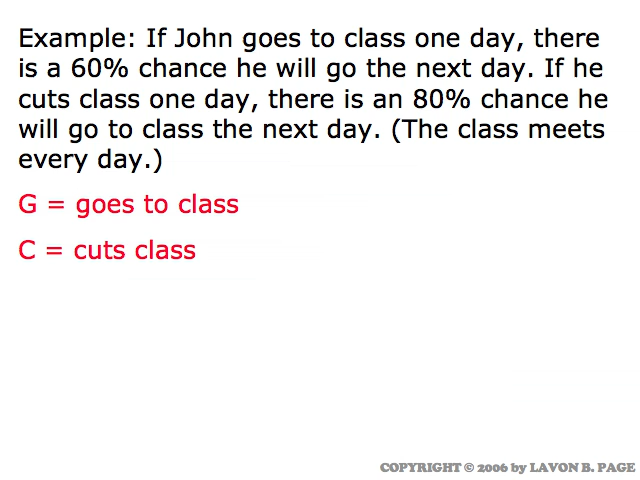 Example: If John goes to class one day, there
is a 60% chance he will go the next day. If he
cuts class one day, there is an 80% chance he
will go to class the next day. (The class meets
every day.)
G = goes to class
C = cuts class
COPYRIGHT © 2006 by LAVON B. PAGE